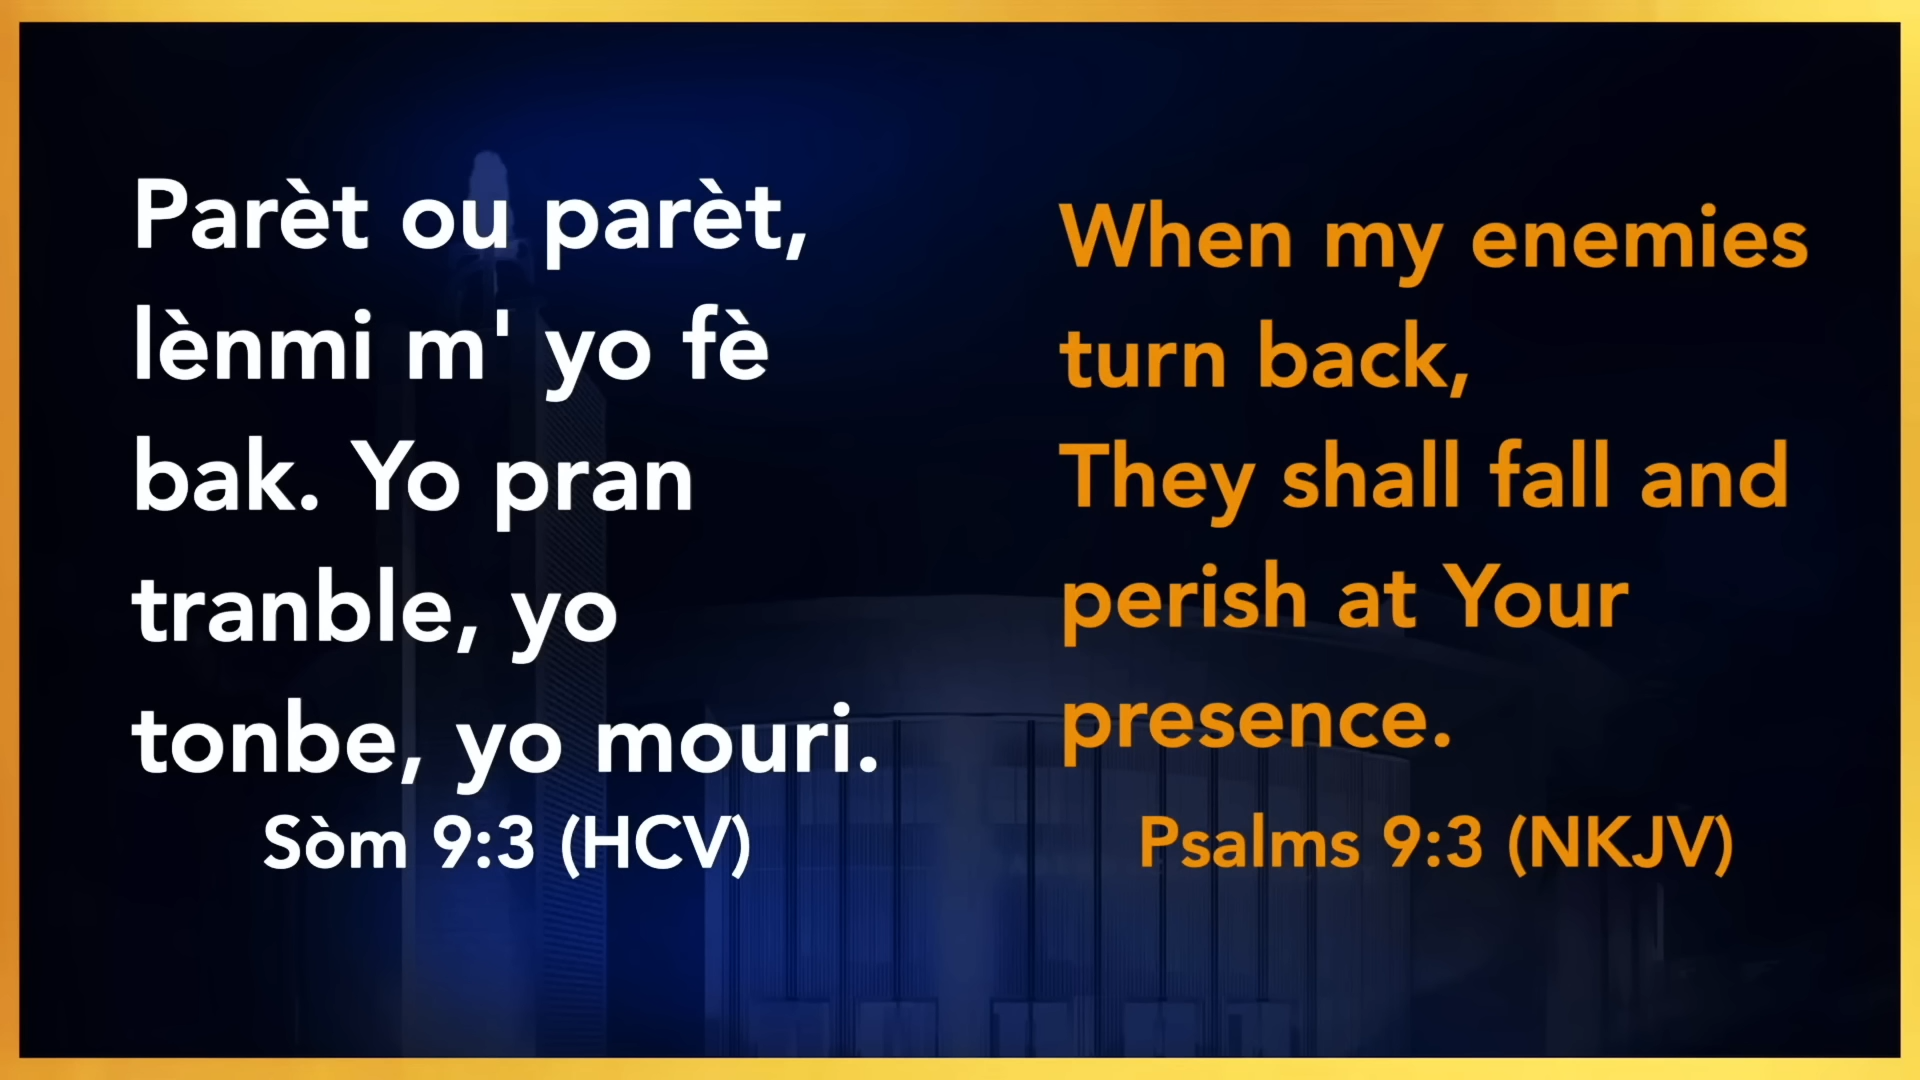 Parèt ou parèt,
lènmi m' yo fè
bak. Yo pran
tranble, yo
tonbe, yo mouri.
Sòm 9:3 (HCV)
When my enemies
turn back,
They shall fall and
perish at Your
presence.
Psalms 9:3 (NKJV)